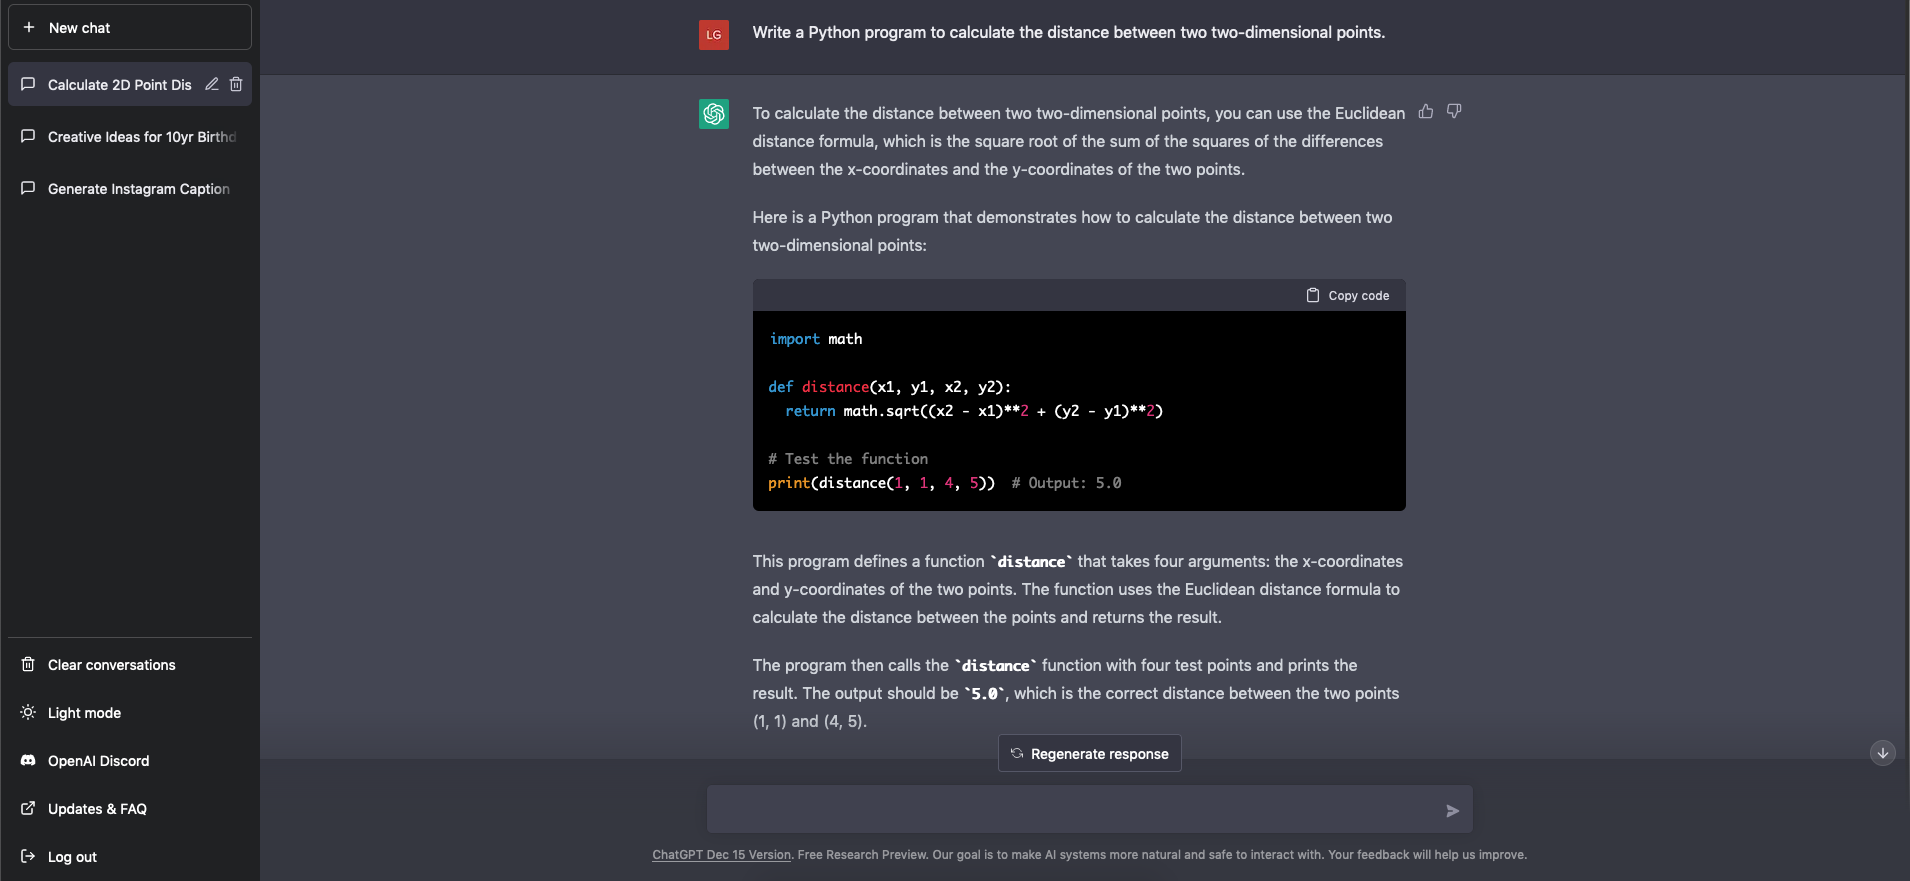 New chat
Calculate 2D Point Dis
Creative Ideas for 10yr Birthd
Generate Instagram Caption
Clear conversations
Light mode
OpenAI Discord
Updates & FAQ
Log out
LG
Write a Python program to calculate the distance between two two-dimensional points.
To calculate the distance between two two-dimensional points, you can use the Euclidean
distance formula, which is the square root of the sum of the squares of the differences
between the x-coordinates and the y-coordinates of the two points.
Here is a Python program that demonstrates how to calculate the distance between two
two-dimensional points:
Copy code
import math
def distance(x1, y1, x2, y2):
  return math.sqrt((x2 - x1)**2 + (y2 - y1)**2)
# Test the function
print(distance(1, 1, 4, 5))  # Output: 5.0
This program defines a function `distance` that takes four arguments: the x-coordinates
and y-coordinates of the two points. The function uses the Euclidean distance formula to
calculate the distance between the points and returns the result.
The program then calls the `distance` function with four test points and prints the
result. The output should be `5.0`, which is the correct distance between the two points
(1, 1) and (4, 5).
Regenerate response
ChatGPT Dec 15 Version. Free Research Preview. Our goal is to make AI systems more natural and safe to interact with. Your feedback will help us improve.